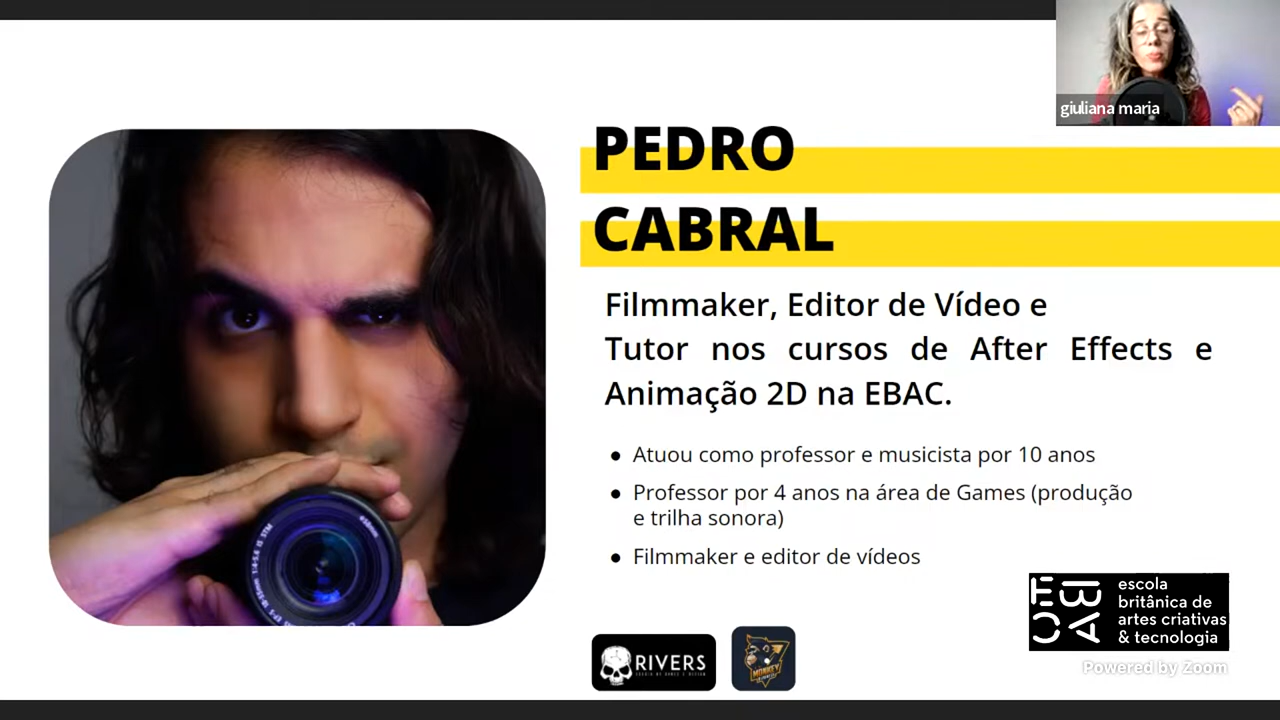 giuliana maria
PEDRO
CABRAL
Filmmaker, Editor de Vídeo e
Tutor nos cursos de After Effects e
Animação 2D na EBAC.
• Atuou como professor e musicista por 10 anos
• Professor por 4 anos na área de Games (produção
e trilha sonora)
• Filmmaker e editor de vídeos
EBAC
escola
britânica de
artes criativas
& tecnologia
Powered by Zoom
RIVERS
MONKEY